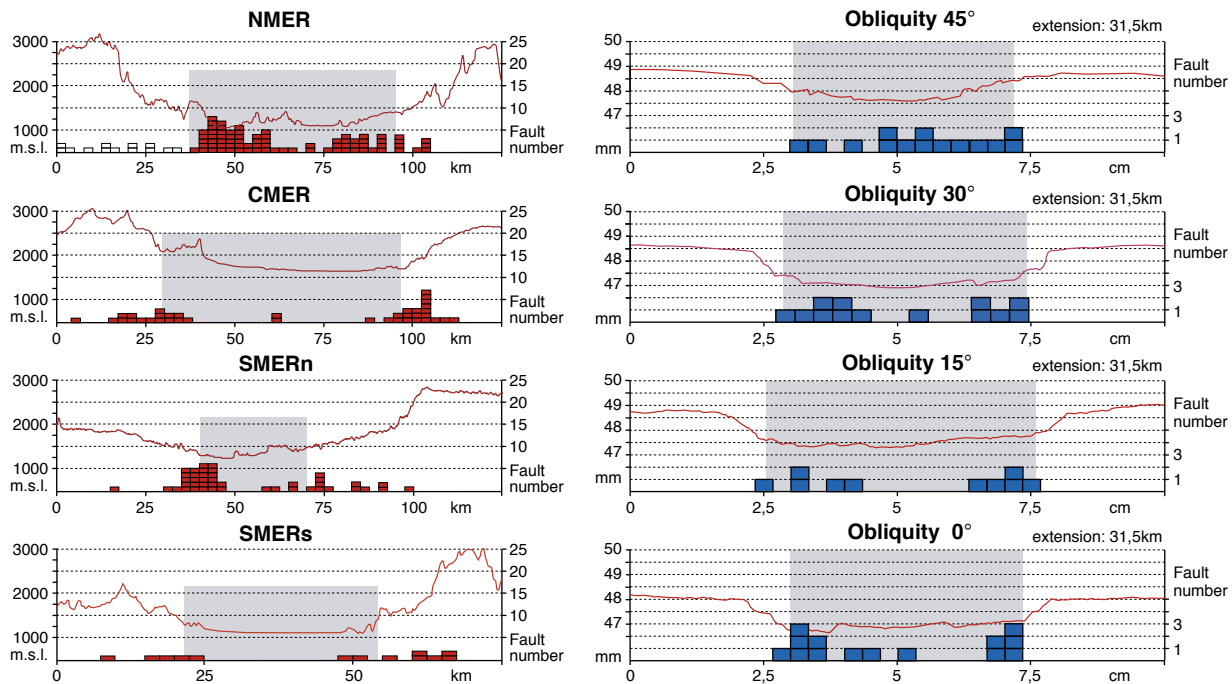 NMER
3000
2000
1000
m.s.l.
25
20
15
10
Fault
number
0
25
50
75
100
km
CMER
3000
2000
1000
m.s.l.
25
20
15
10
5
Fault
number
0
25
50
75
100
km
SMERn
3000
2000
1000
m.s.l.
25
20
15
10
5
Fault
number
0
25
50
75
100
km
SMERs
3000
2000
1000
m.s.l.
25
20
15
10
5
Fault
number
0
25
50
75
100
km
Obliquity 45°
extension: 31,5km
50
49
48
47
mm
Fault
number
3
1
0
2,5
5
7,5
cm
Obliquity 30°
extension: 31,5km
50
49
48
47
mm
Fault
number
3
1
0
2,5
5
7,5
cm
Obliquity 15°
extension: 31,5km
50
49
48
47
mm
Fault
number
3
1
0
2,5
5
7,5
cm
Obliquity 0°
extension: 31,5km
50
49
48
47
mm
Fault
number
3
1
0
2,5
5
7,5
cm